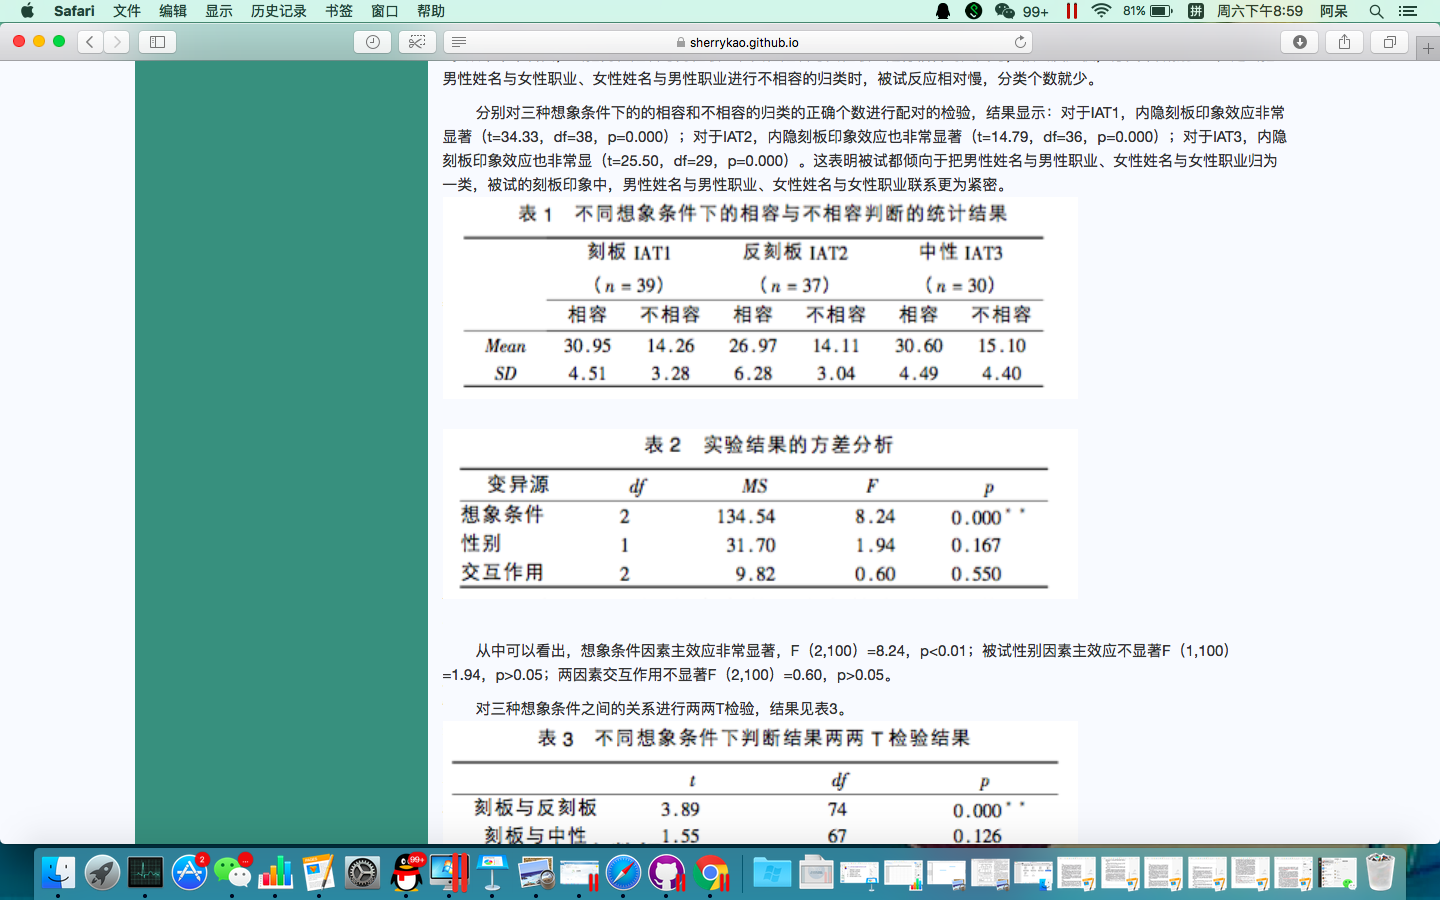 Safari 文件 编辑 显示 历史记录 书签 窗口 帮助 99+ 81% 拼 周六下午8:59 阿呆
sherrykao.github.io
男性姓名与女性职业、女性姓名与男性职业进行不相容的归类时，被试反应相对慢，分类个数就少。
分别对三种想象条件下的的相容和不相容的归类的正确个数进行配对的检验，结果显示：对于IAT1，内隐刻板印象效应非常
显著（t=34.33，df=38，p=0.000）；对于IAT2，内隐刻板印象效应也非常显著（t=14.79，df=36，p=0.000）；对于IAT3，内隐
刻板印象效应也非常显（t=25.50，df=29，p=0.000）。这表明被试都倾向于把男性姓名与男性职业、女性姓名与女性职业归为
一类，被试的刻板印象中，男性姓名与男性职业、女性姓名与女性职业联系更为紧密。
表 1 不同想象条件下的相容与不相容判断的统计结果
刻板 IAT1 反刻板 IAT2 中性 IAT3
（n = 39） （n = 37） （n = 30）
相容 不相容 相容 不相容 相容 不相容
Mean 30.95 14.26 26.97 14.11 30.60 15.10
SD 4.51 3.28 6.28 3.04 4.49 4.40
表 2 实验结果的方差分析
变异源 df MS F p
想象条件 2 134.54 8.24 0.000**
性别 1 31.70 1.94 0.167
交互作用 2 9.82 0.60 0.550
从中可以看出，想象条件因素主效应非常显著，F（2,100）=8.24，p<0.01；被试性别因素主效应不显著F（1,100）
=1.94，p>0.05；两因素交互作用不显著F（2,100）=0.60，p>0.05。
对三种想象条件之间的关系进行两两T检验，结果见表3。
表 3 不同想象条件下判断结果两两 T 检验结果
t df p
刻板与反刻板 3.89 74 0.000**
刻板与中性 1.55 67 0.126
2 ... 99+